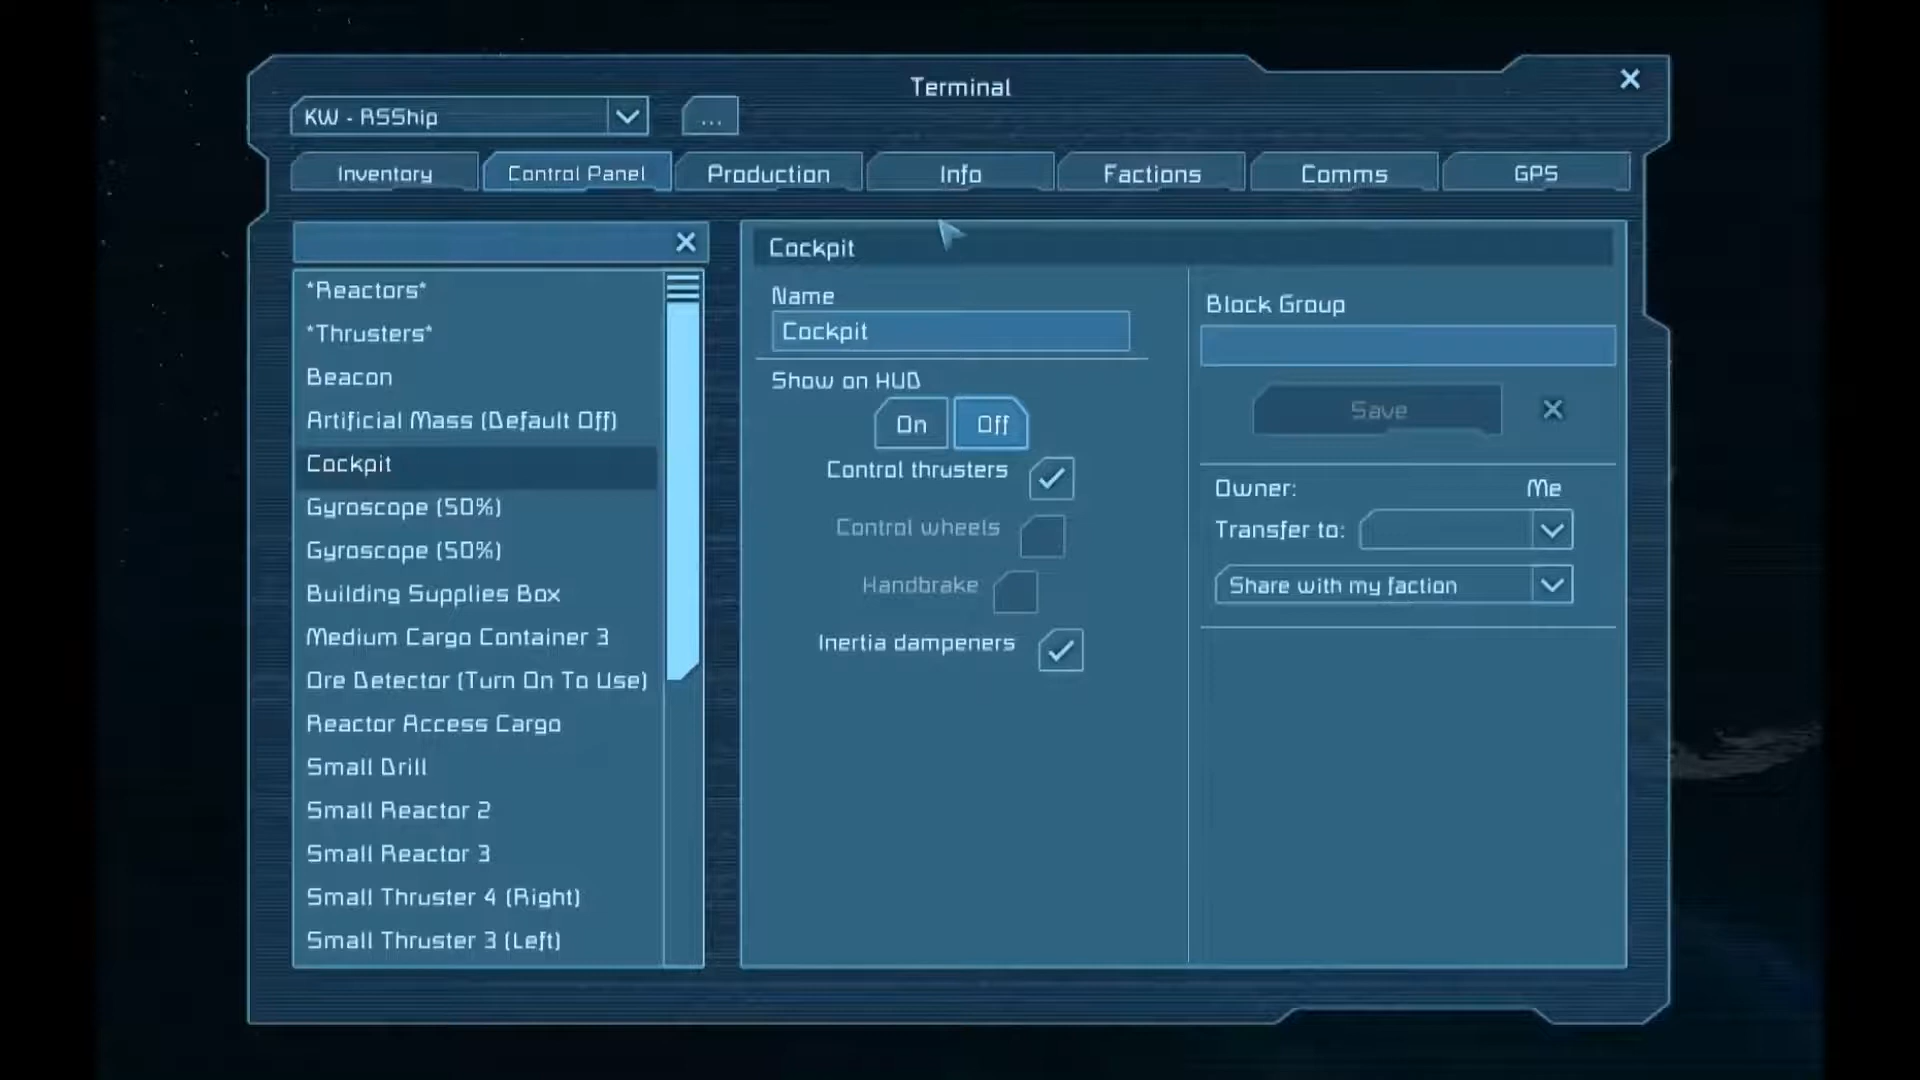 Terminal
KW - RSShip
...
Inventory
Control Panel
Production
Info
Factions
Comms
GPS
*Reactors*
*Thrusters*
Beacon
Artificial Mass (Default Off)
Cockpit
Gyroscope (50%)
Gyroscope (50%)
Building Supplies Box
Medium Cargo Container 3
Ore Detector (Turn On To Use)
Reactor Access Cargo
Small Drill
Small Reactor 2
Small Reactor 3
Small Thruster 4 (Right)
Small Thruster 3 (Left)
Cockpit
Name
Cockpit
Show on HUD
On Off
Control thrusters
Control wheels
Handbrake
Inertia dampeners
Block Group
Save
Owner: Me
Transfer to:
Share with my faction